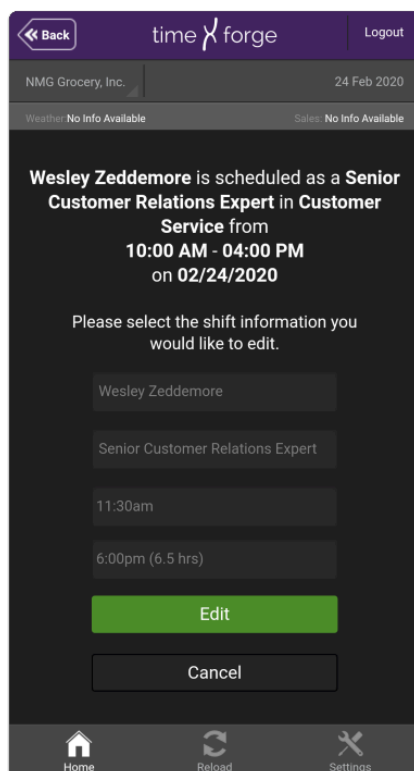 Back
time forge
Logout
NMG Grocery, Inc.
24 Feb 2020
Weather:No Info Available
Sales: No Info Available
Wesley Zeddemore is scheduled as a Senior
Customer Relations Expert in Customer
Service from
10:00 AM - 04:00 PM
on 02/24/2020
Please select the shift information you
would like to edit.
Wesley Zeddemore
Senior Customer Relations Expert
11:30am
6:00pm (6.5 hrs)
Edit
Cancel
Home
Reload
Settings